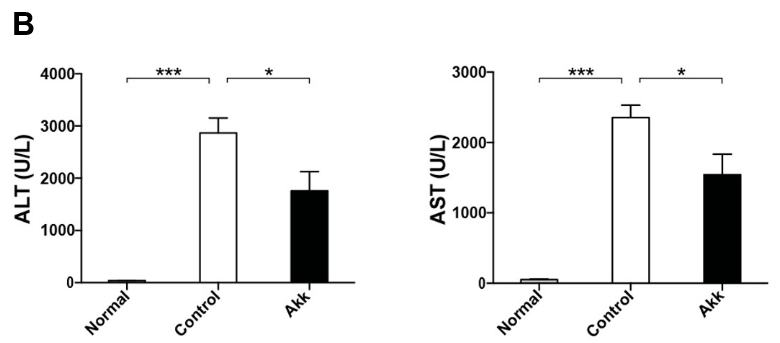 B
ALT (U/L)
4000
3000
2000
1000
0
*** *
Normal Control Akk
AST (U/L)
3000
2000
1000
0
*** *
Normal Control Akk